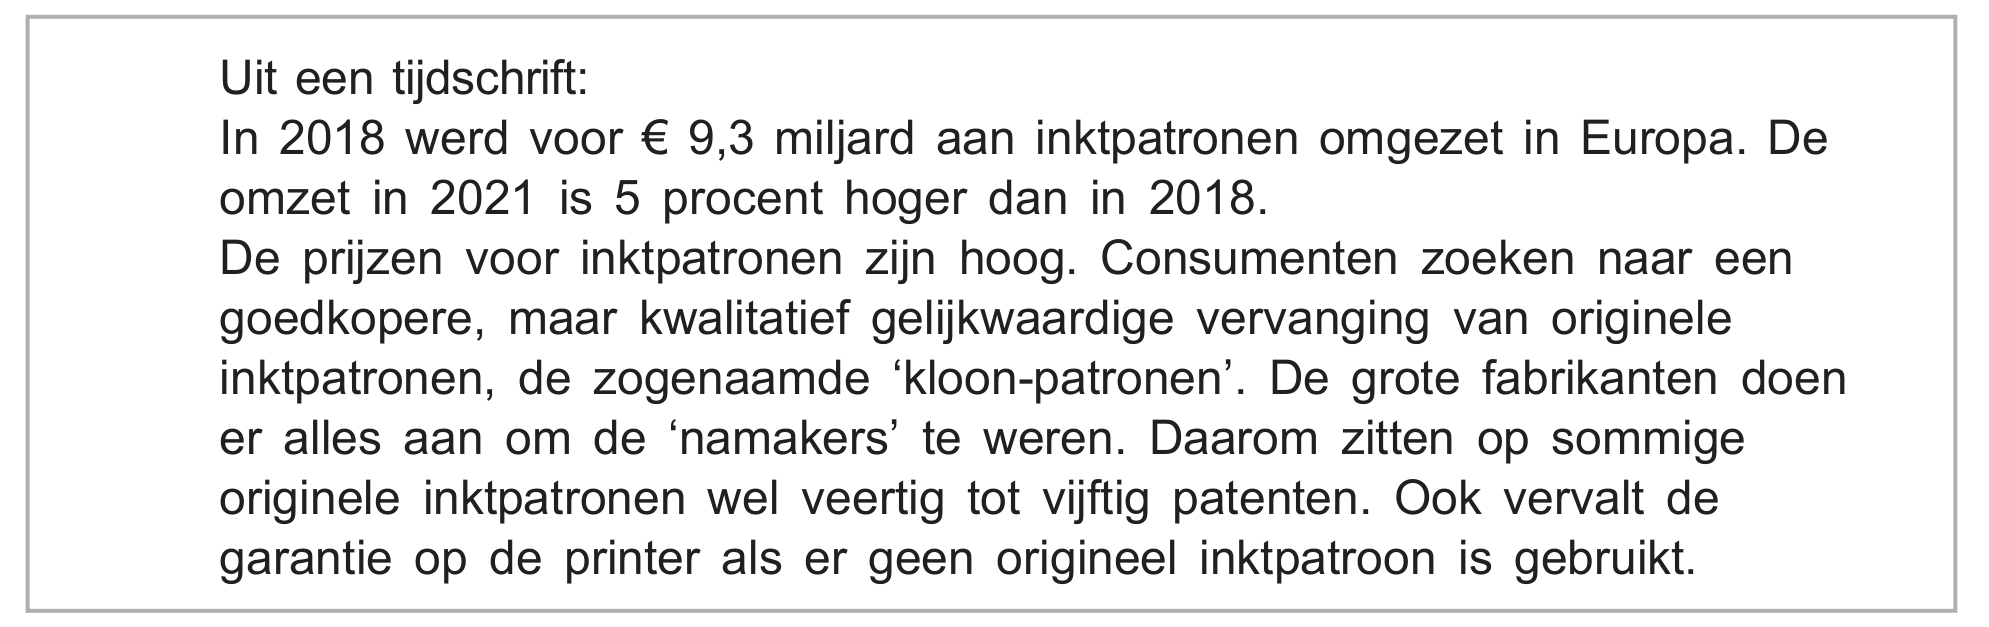 Uit een tijdschrift:
In 2018 werd voor € 9,3 miljard aan inktpatronen omgezet in Europa. De
omzet in 2021 is 5 procent hoger dan in 2018.
De prijzen voor inktpatronen zijn hoog. Consumenten zoeken naar een
goedkopere, maar kwalitatief gelijkwaardige vervanging van originele
inktpatronen, de zogenaamde ‘kloon-patronen’. De grote fabrikanten doen
er alles aan om de ‘namakers’ te weren. Daarom zitten op sommige
originele inktpatronen wel veertig tot vijftig patenten. Ook vervalt de
garantie op de printer als er geen origineel inktpatroon is gebruikt.